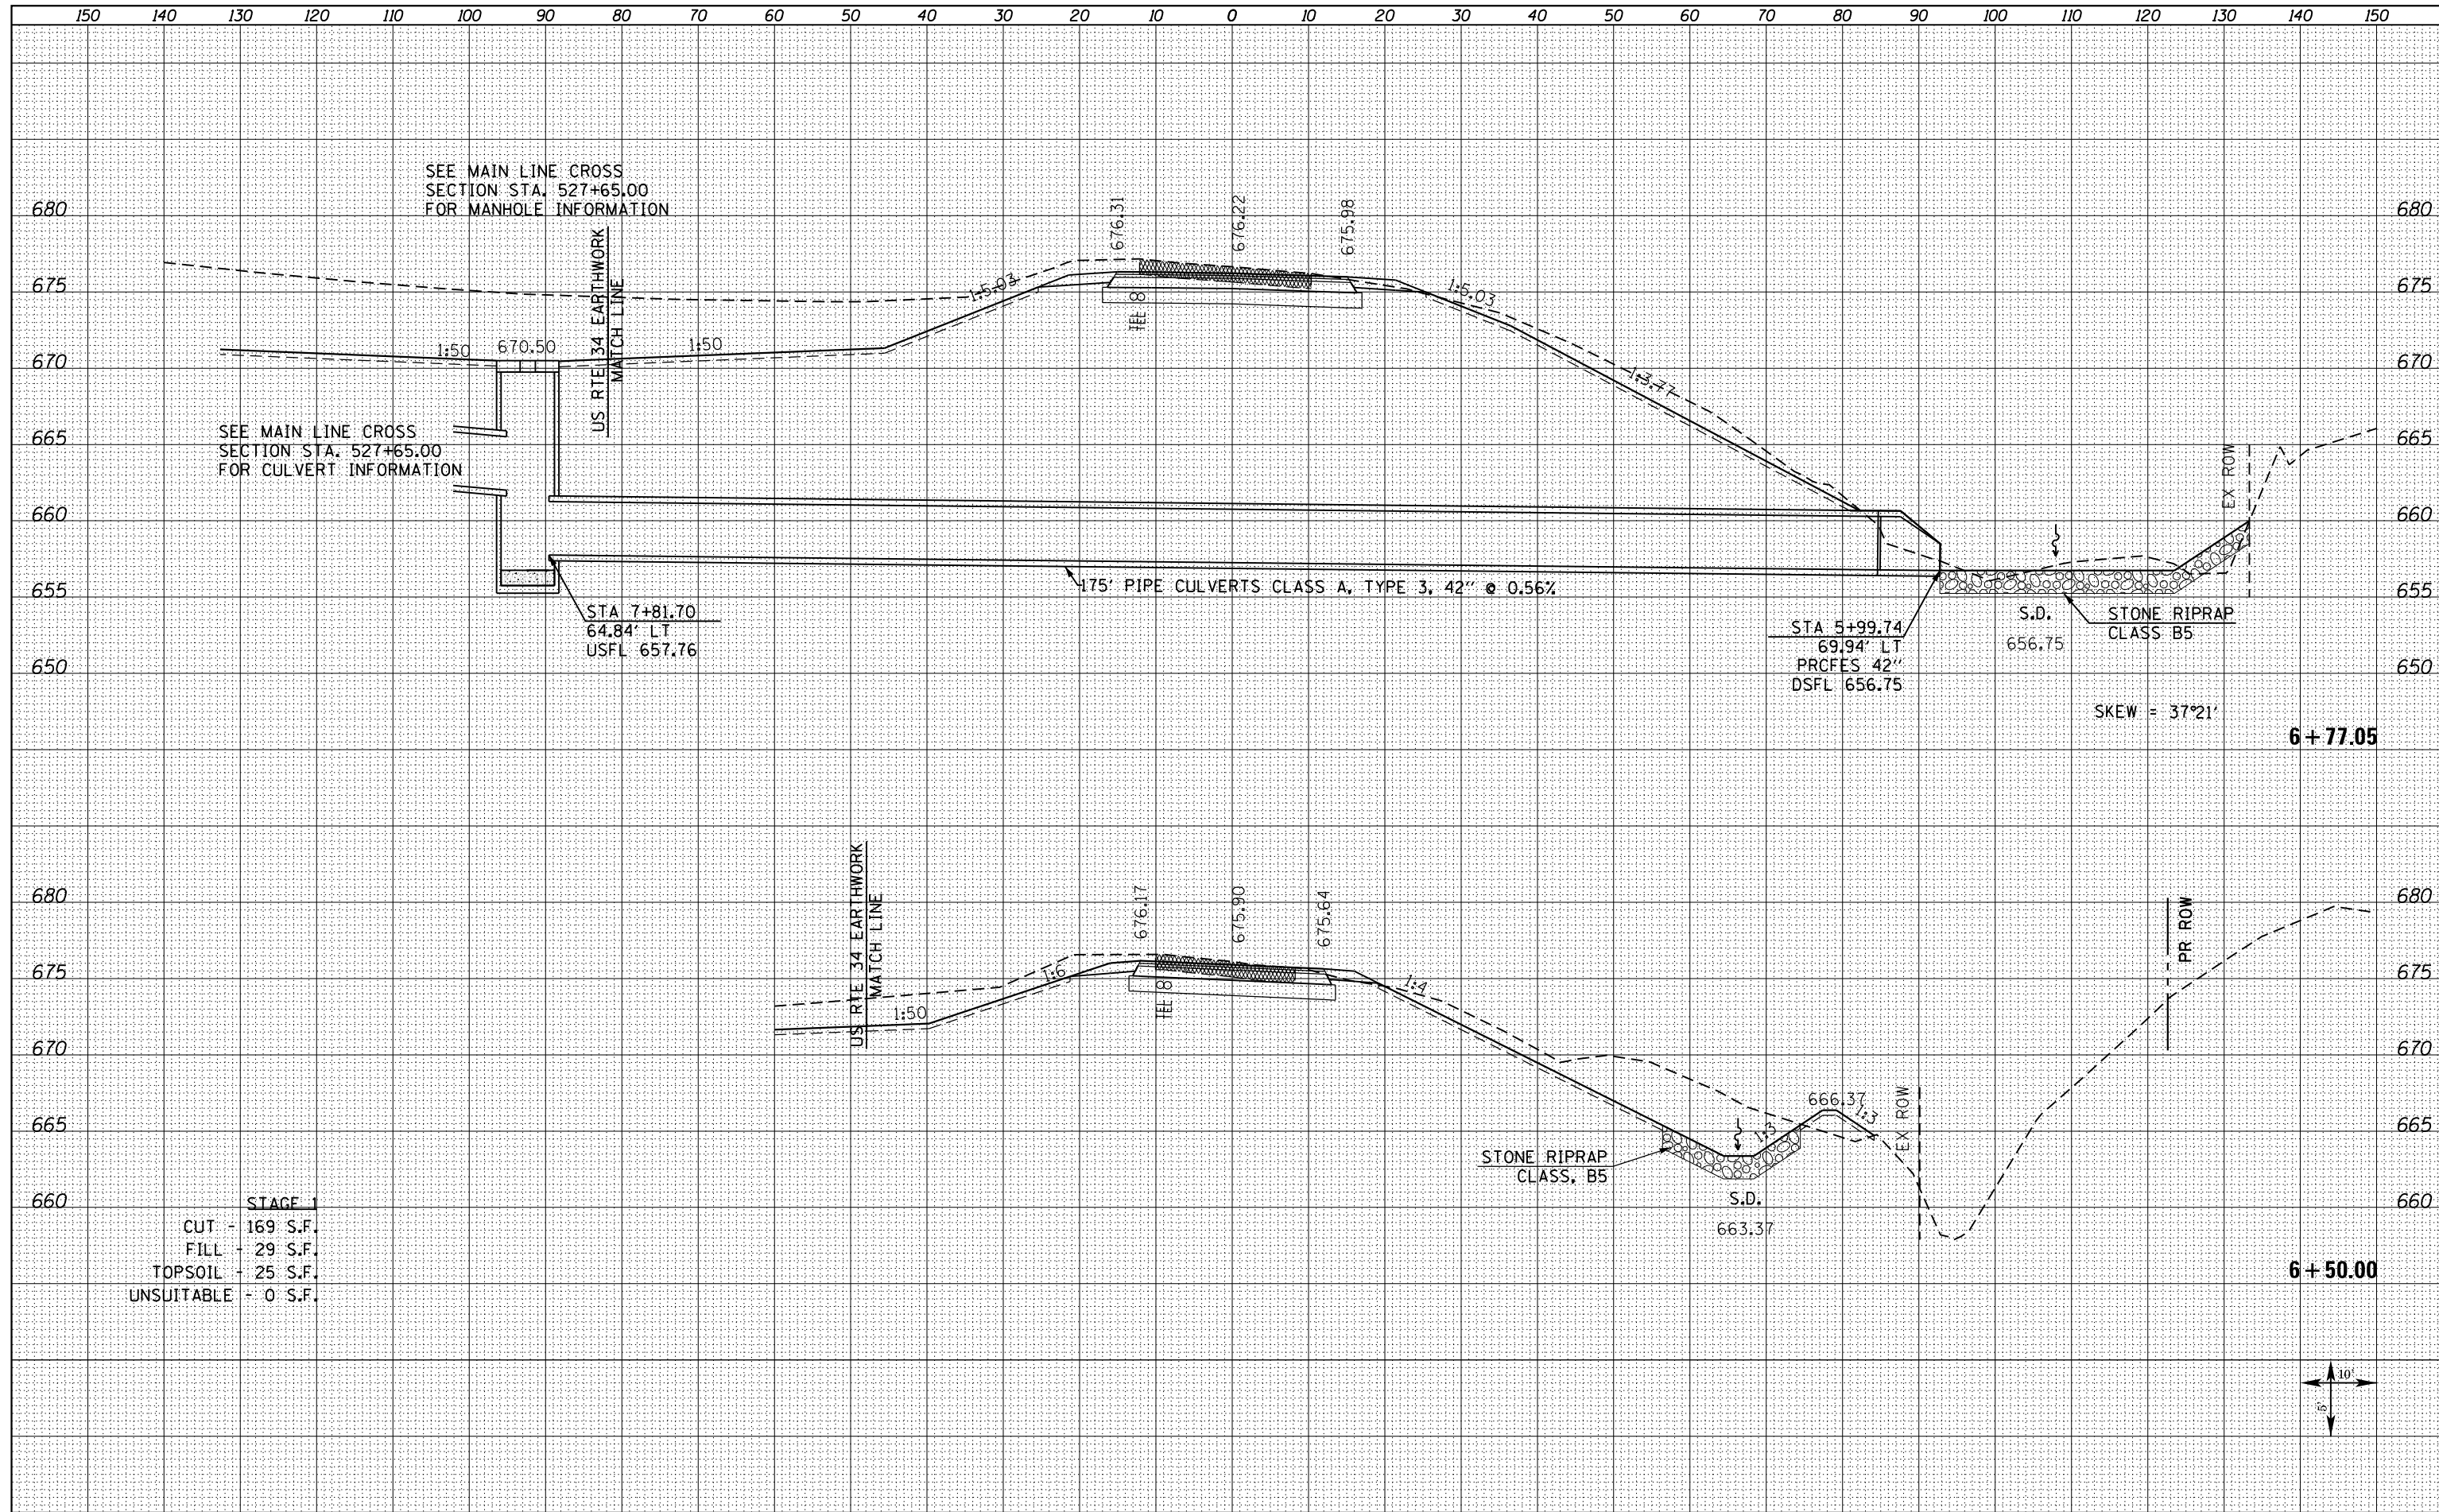 150 140 130 120 110 100 90 80 70 60 50 40 30 20 10 0 10 20 30 40 50 60 70 80 90 100 110 120 130 140 150
SEE MAIN LINE CROSS
SECTION STA. 527+65.00
FOR MANHOLE INFORMATION
680 680
675 675
670 670
665 665
660 660
655 655
650 650
US RTE 34 EARTHWORK
MATCH LINE
676.31
676.22
675.98
1:5.03
1:5.03
TEL 8
1:50
670.50
1:50
1:3.77
SEE MAIN LINE CROSS
SECTION STA. 527+65.00
FOR CULVERT INFORMATION
EX ROW
175' PIPE CULVERTS CLASS A, TYPE 3, 42'' @ 0.56%
STA 7+81.70
64.84' LT
USFL 657.76
STA 5+99.74
69.94' LT
PRCFES 42''
DSFL 656.75
S.D.
656.75
STONE RIPRAP
CLASS B5
SKEW = 37°21'
6+77.05
680 680
675 675
670 670
665 665
660 660
US RTE 34 EARTHWORK
MATCH LINE
676.17
675.90
675.64
PR ROW
1:6
1:4
TEL 8
1:50
666.37
1:3
1:3
EX ROW
STONE RIPRAP
CLASS, B5
S.D.
663.37
STAGE 1
CUT - 169 S.F.
FILL - 29 S.F.
TOPSOIL - 25 S.F.
UNSUITABLE - 0 S.F.
6+50.00
10'
5'